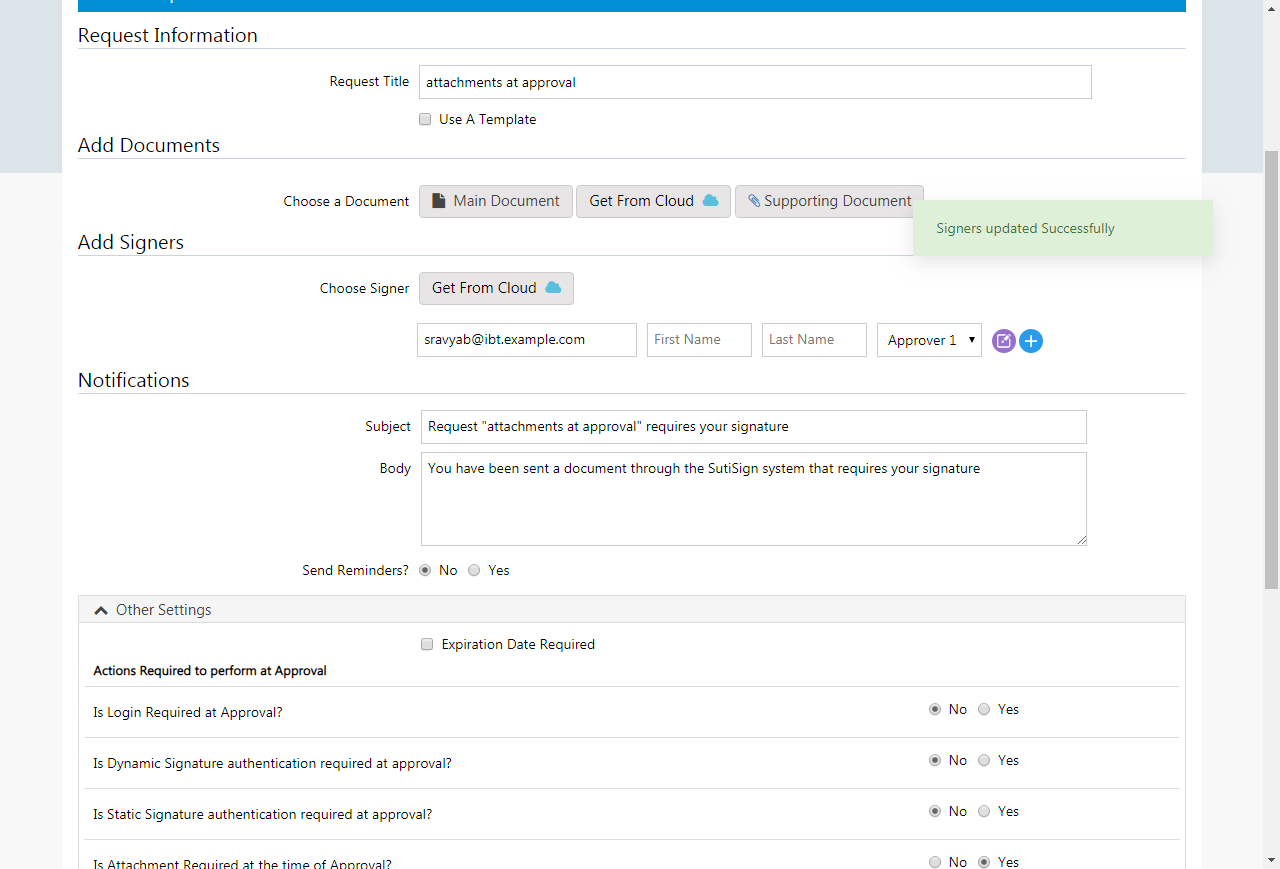 Request Information
Request Title attachments at approval
Use A Template
Add Documents
Choose a Document Main Document Get From Cloud Supporting Document
Signers updated Successfully
Add Signers
Choose Signer Get From Cloud
sravyab@ibt.example.com First Name Last Name Approver 1
Notifications
Subject Request "attachments at approval" requires your signature
Body You have been sent a document through the SutiSign system that requires your signature
Send Reminders? No Yes
Other Settings
Expiration Date Required
Actions Required to perform at Approval
Is Login Required at Approval? No Yes
Is Dynamic Signature authentication required at approval? No Yes
Is Static Signature authentication required at approval? No Yes
Is Attachment Required at the time of Approval? No Yes